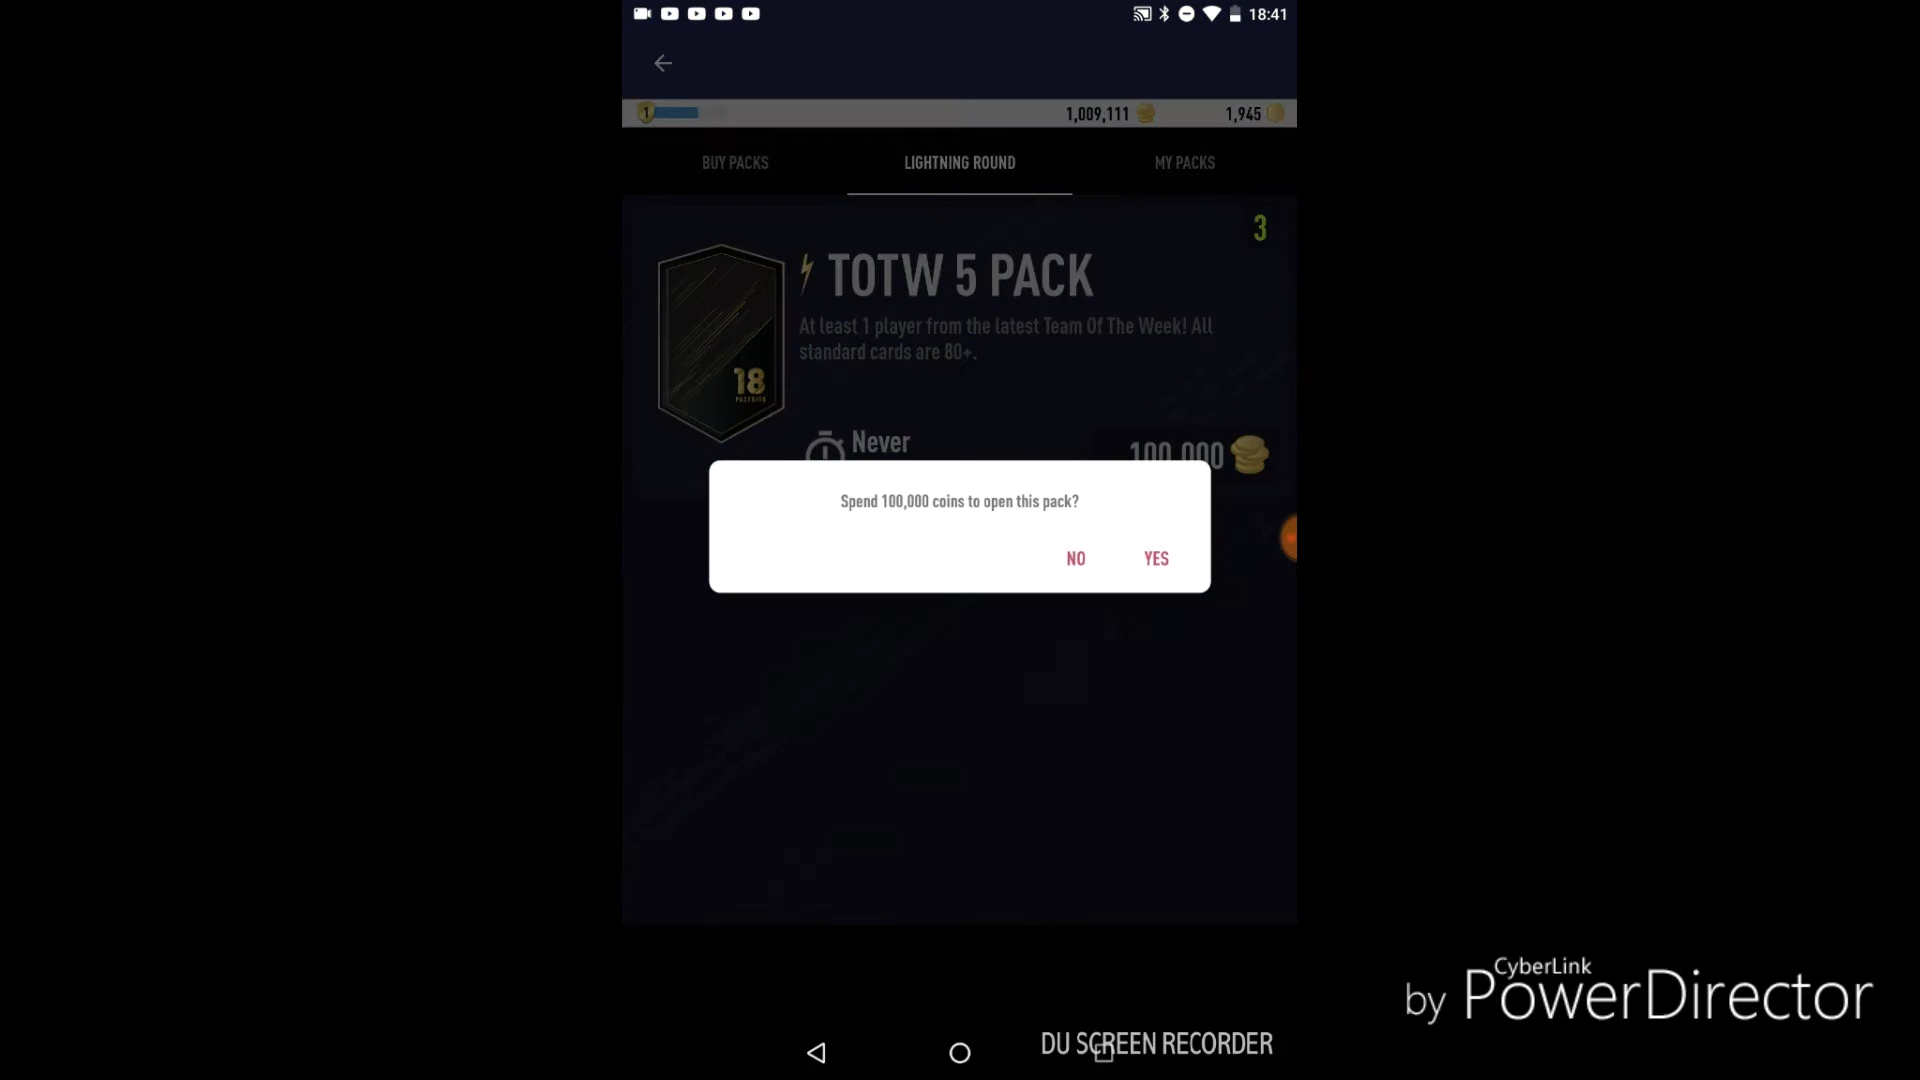 18:41
1
1,009,111
1,945
BUY PACKS
LIGHTNING ROUND
MY PACKS
3
TOTW 5 PACK
At least 1 player from the latest Team Of The Week! All
standard cards are 80+.
18
PACYBITS
Never
100,000
Spend 100,000 coins to open this pack?
NO
YES
CyberLink
by PowerDirector
DU SCREEN RECORDER